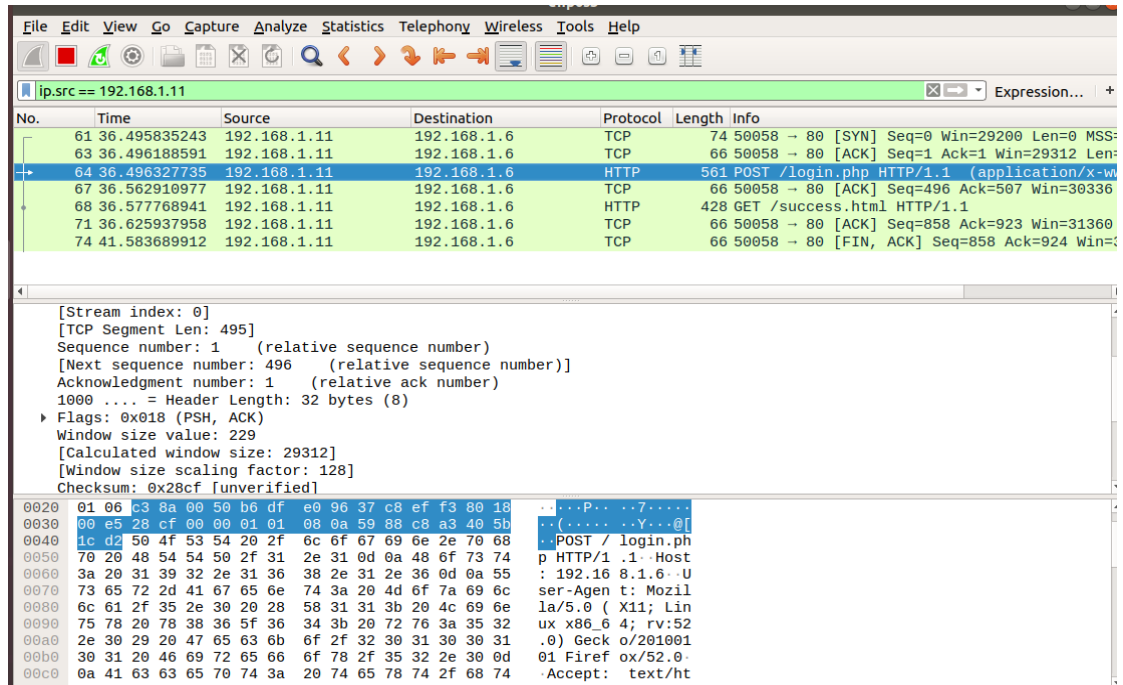 File Edit View Go Capture Analyze Statistics Telephony Wireless Tools Help
ip.src == 192.168.1.11 Expression... +
No. Time Source Destination Protocol Length Info
61 36.495835243 192.168.1.11 192.168.1.6 TCP 74 50058 → 80 [SYN] Seq=0 Win=29200 Len=0 MSS=
63 36.496188591 192.168.1.11 192.168.1.6 TCP 66 50058 → 80 [ACK] Seq=1 Ack=1 Win=29312 Len=
64 36.496327735 192.168.1.11 192.168.1.6 HTTP 561 POST /login.php HTTP/1.1 (application/x-ww
67 36.562910977 192.168.1.11 192.168.1.6 TCP 66 50058 → 80 [ACK] Seq=496 Ack=507 Win=30336
68 36.577768941 192.168.1.11 192.168.1.6 HTTP 428 GET /success.html HTTP/1.1
71 36.625937958 192.168.1.11 192.168.1.6 TCP 66 50058 → 80 [ACK] Seq=858 Ack=923 Win=31360
74 41.583689912 192.168.1.11 192.168.1.6 TCP 66 50058 → 80 [FIN, ACK] Seq=858 Ack=924 Win=3
[Stream index: 0]
[TCP Segment Len: 495]
Sequence number: 1 (relative sequence number)
[Next sequence number: 496 (relative sequence number)]
Acknowledgment number: 1 (relative ack number)
1000 .... = Header Length: 32 bytes (8)
Flags: 0x018 (PSH, ACK)
Window size value: 229
[Calculated window size: 29312]
[Window size scaling factor: 128]
Checksum: 0x28cf [unverified]
0020 01 06 c3 8a 00 50 b6 df e0 96 37 c8 ef f3 80 18 ·····P·· ··7·····
0030 00 e5 28 cf 00 00 01 01 08 0a 59 88 c8 a3 40 5b ··(····· ··Y···@[
0040 1c d2 50 4f 53 54 20 2f 6c 6f 67 69 6e 2e 70 68 ··POST / login.ph
0050 70 20 48 54 54 50 2f 31 2e 31 0d 0a 48 6f 73 74 p HTTP/1 .1··Host
0060 3a 20 31 39 32 2e 31 36 38 2e 31 2e 36 0d 0a 55 : 192.16 8.1.6··U
0070 73 65 72 2d 41 67 65 6e 74 3a 20 4d 6f 7a 69 6c ser-Agen t: Mozil
0080 6c 61 2f 35 2e 30 20 28 58 31 31 3b 20 4c 69 6e la/5.0 ( X11; Lin
0090 75 78 20 78 38 36 5f 36 34 3b 20 72 76 3a 35 32 ux x86_6 4; rv:52
00a0 2e 30 29 20 47 65 63 6b 6f 2f 32 30 31 30 30 31 .0) Geck o/201001
00b0 30 31 20 46 69 72 65 66 6f 78 2f 35 32 2e 30 0d 01 Firef ox/52.0·
00c0 0a 41 63 63 65 70 74 3a 20 74 65 78 74 2f 68 74 ·Accept: text/ht